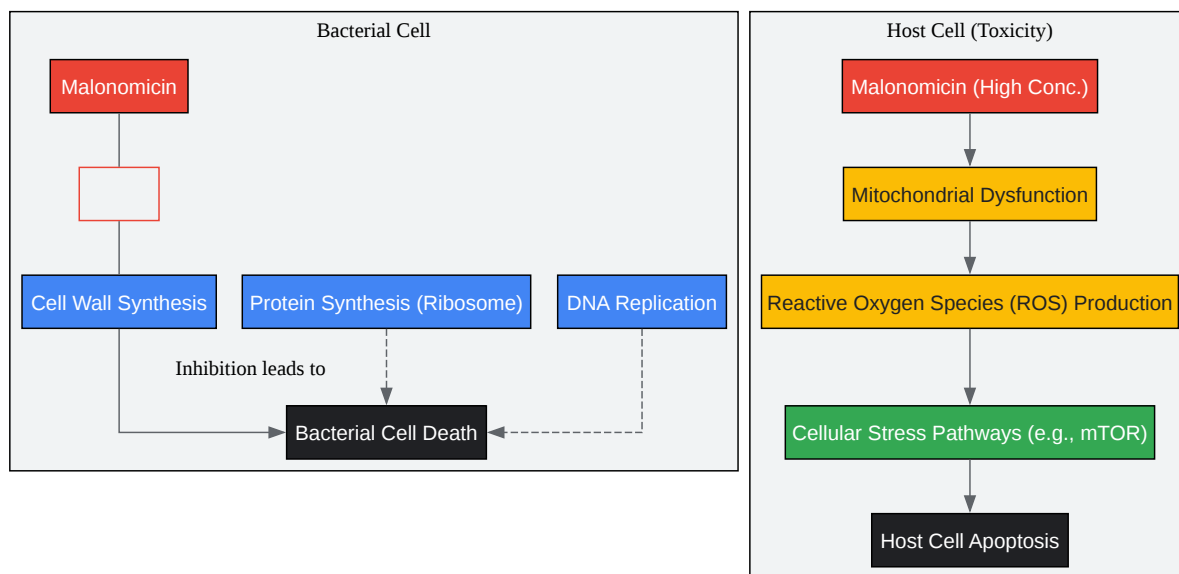 Bacterial Cell
Malonomicin
Cell Wall Synthesis
Protein Synthesis (Ribosome)
DNA Replication
Inhibition leads to
Bacterial Cell Death
Host Cell (Toxicity)
Malonomicin (High Conc.)
Mitochondrial Dysfunction
Reactive Oxygen Species (ROS) Production
Cellular Stress Pathways (e.g., mTOR)
Host Cell Apoptosis